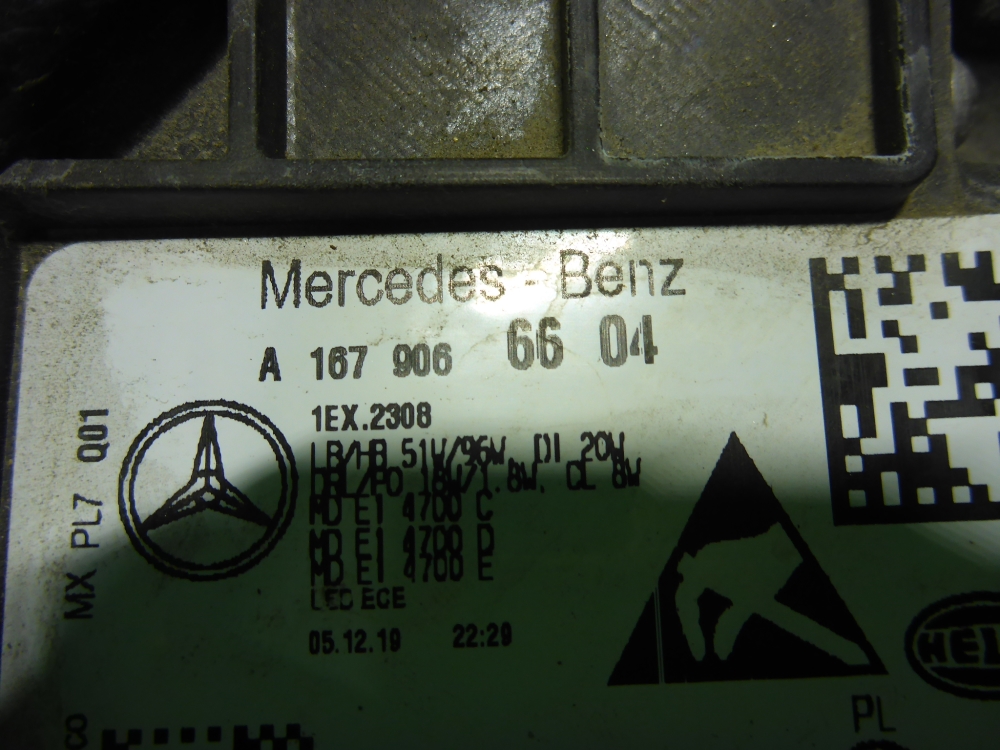 Mercedes - Benz
A 167 906 66 04
1EX.2308
LB/HB 51W/96W, DI 20W
DRL/PO 18W/1.8W, CL 8W
MD E1 4700 C
MD E1 4700 D
MD E1 4700 E
LED ECE
05.12.19 22:29
MX PL7 Q01
PL
CO